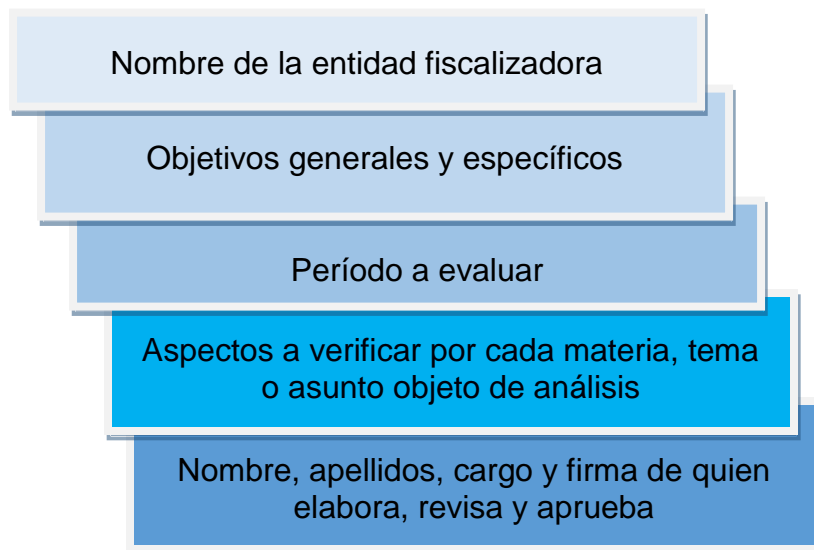 Nombre de la entidad fiscalizadora
Objetivos generales y específicos
Período a evaluar
Aspectos a verificar por cada materia, tema
o asunto objeto de análisis
Nombre, apellidos, cargo y firma de quien
elabora, revisa y aprueba